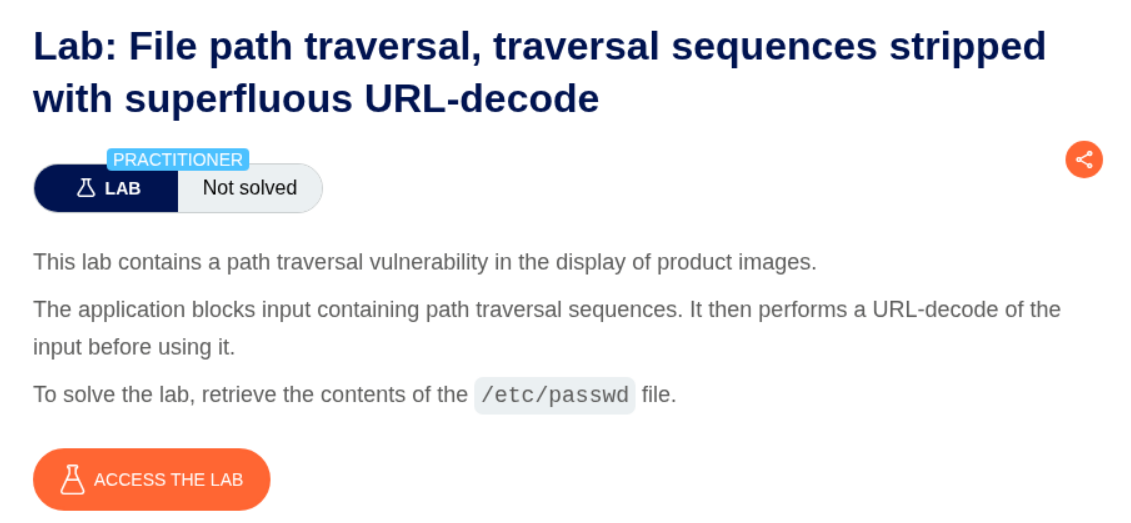 Lab: File path traversal, traversal sequences stripped
with superfluous URL-decode
PRACTITIONER
LAB
Not solved
This lab contains a path traversal vulnerability in the display of product images.
The application blocks input containing path traversal sequences. It then performs a URL-decode of the
input before using it.
To solve the lab, retrieve the contents of the /etc/passwd file.
ACCESS THE LAB